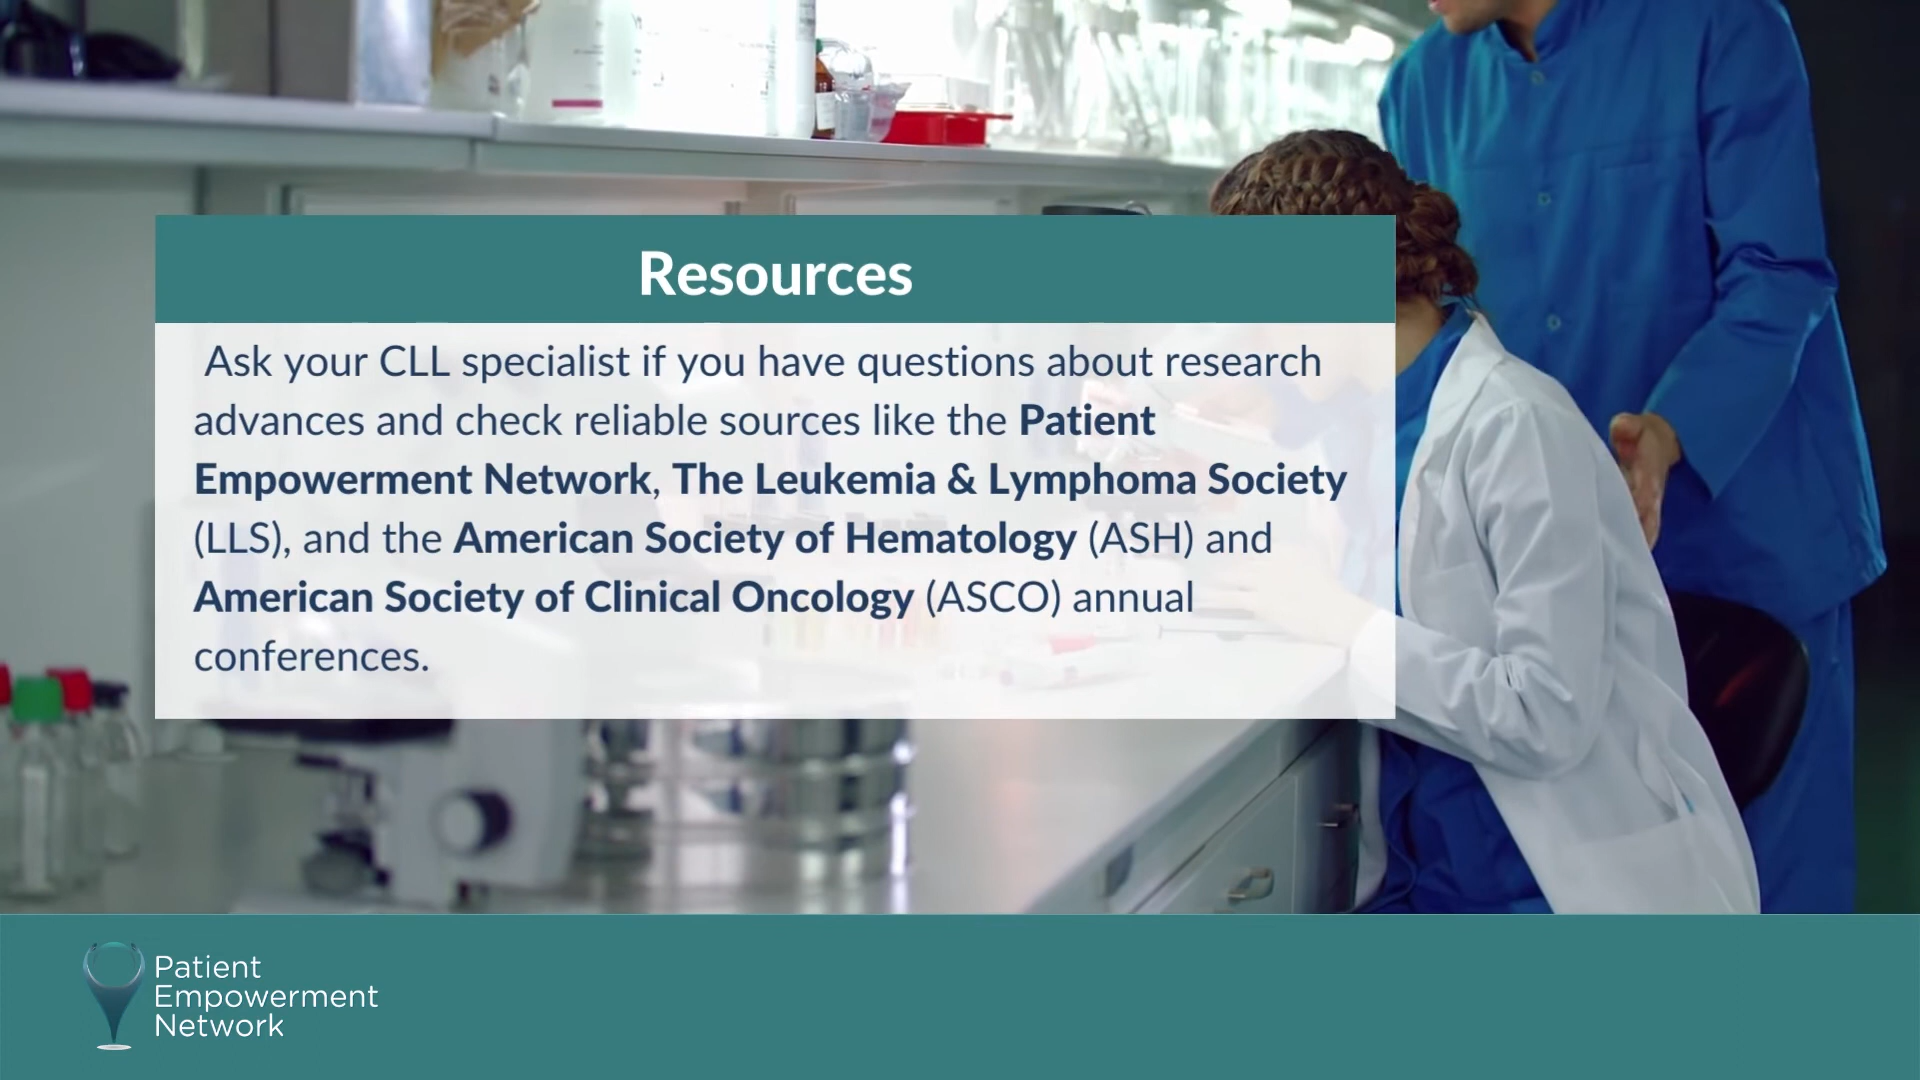 Resources
Ask your CLL specialist if you have questions about research
advances and check reliable sources like the Patient
Empowerment Network, The Leukemia & Lymphoma Society
(LLS), and the American Society of Hematology (ASH) and
American Society of Clinical Oncology (ASCO) annual
conferences.
Patient
Empowerment
Network